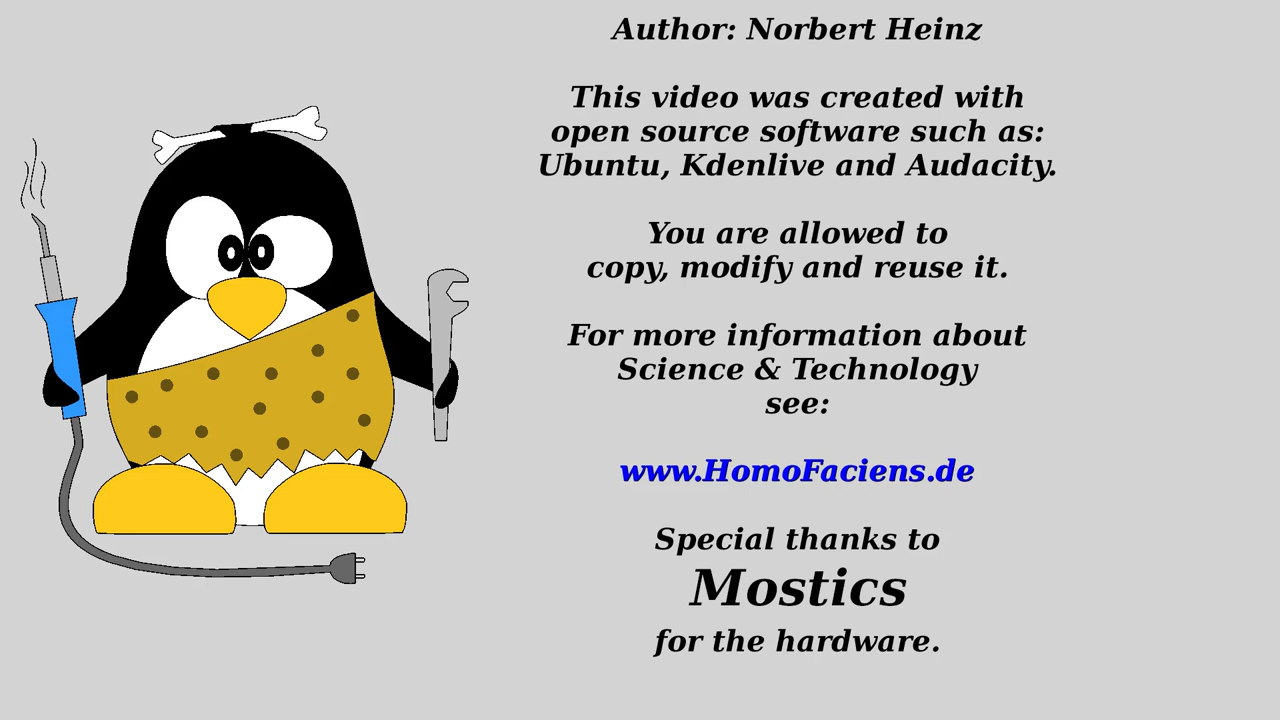 Author: Norbert Heinz
This video was created with
open source software such as:
Ubuntu, Kdenlive and Audacity.
You are allowed to
copy, modify and reuse it.
For more information about
Science & Technology
see:
www.HomoFaciens.de
Special thanks to
Mostics
for the hardware.